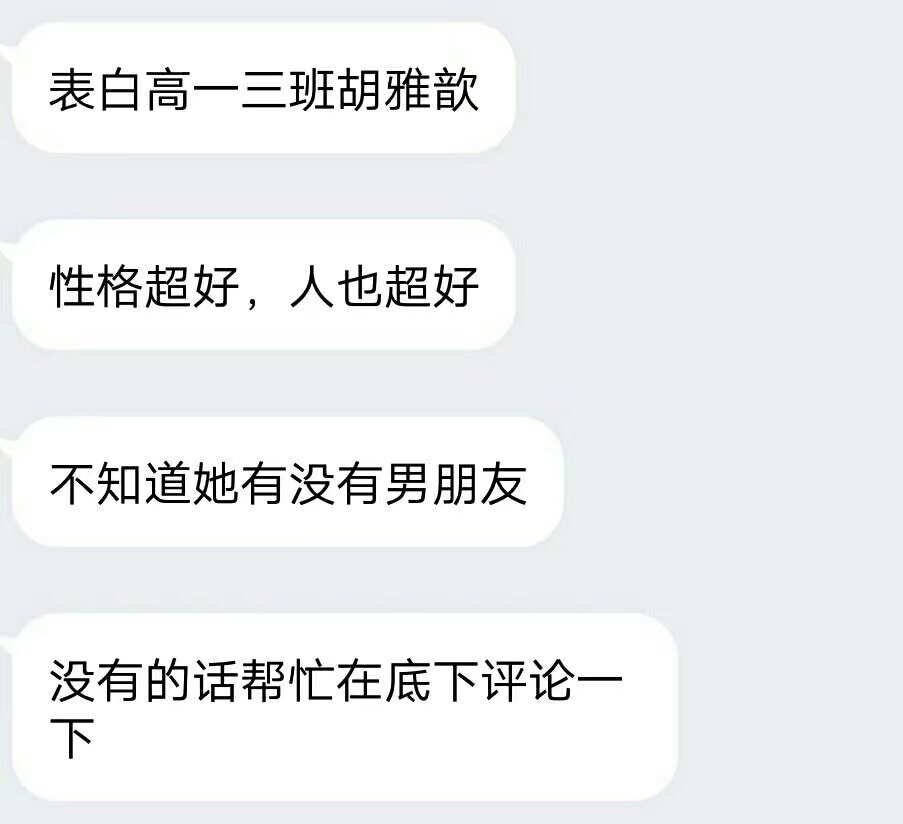 表白高一三班胡雅歆
性格超好，人也超好
不知道她有没有男朋友
没有的话帮忙在底下评论一
下